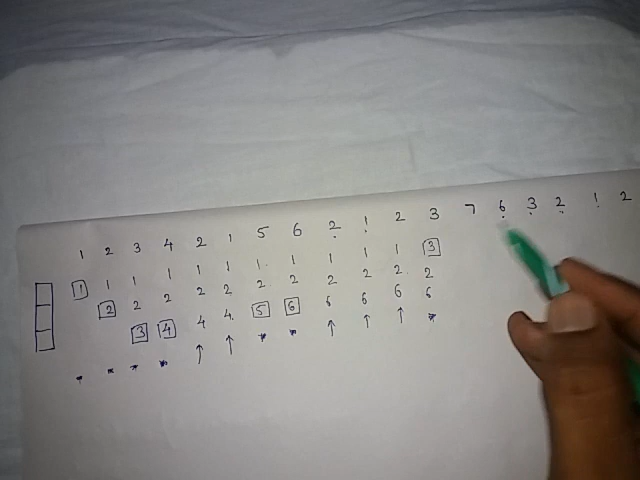 1 2 3 4 2 1 5 6 2 1 2 3 7 6 3 2 1 2
1 1 1 1 1 1 1 1 1 1 1 3
2 2 2 2 2 2 2 2 2 2 2
3 4 4 4 5 6 6 6 6 6
* * * * ↑ ↑ * * ↑ ↑ ↑ *